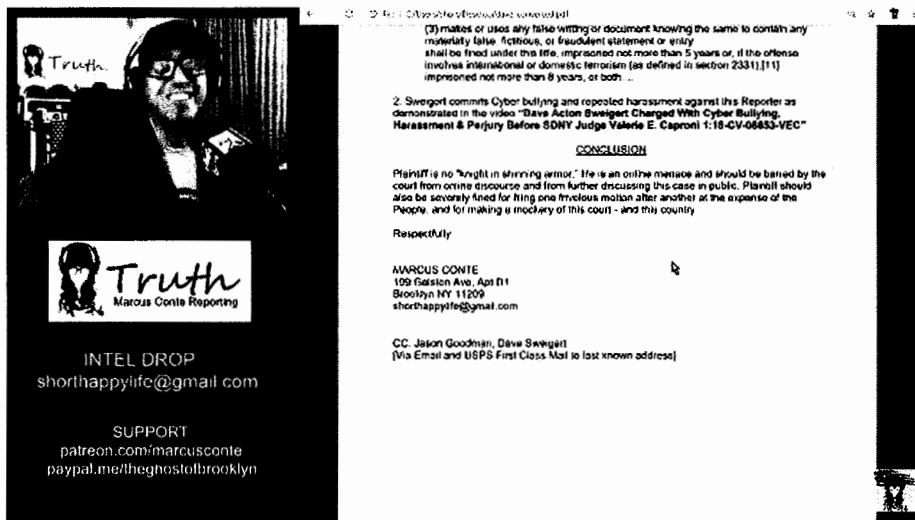 Truth
(3) makes or uses any false writing or document knowing the same to contain any
materially false, fictitious, or fraudulent statement or entry
shall be fined under this title, imprisoned not more than 5 years or, if the offense
involves international or domestic terrorism (as defined in section 2331),[11]
imprisoned not more than 8 years, or both....
2. Sweigert commits Cyber bullying and repeated harassment against this Reporter as
demonstrated in the video "Dave Acton Sweigert Charged With Cyber Bullying,
Harassment & Perjury Before SDNY Judge Valerie E. Caproni 1:18-CV-08653-VEC"
CONCLUSION
Plaintiff is no "knight in shinning armor." He is an online menace and should be barred by the
court from online discourse and from further discussing this case in public. Plaintiff should
also be severely fined for filing one frivolous motion after another at the expense of the
People, and for making a mockery of this court - and this country
Respectfully
MARCUS CONTE
Ave, Apt D1
Brooklyn NY 11209
shorthappylife@gmail.com
CC. Jason Goodman, Dave Sweigert
[Via Email and USPS First Class Mail to last known address]
Truth
Marcus Conte Reporting
INTEL DROP
shorthappylife@gmail com
SUPPORT
patreon.com/marcusconte
paypal.me/theghostofbrooklyn